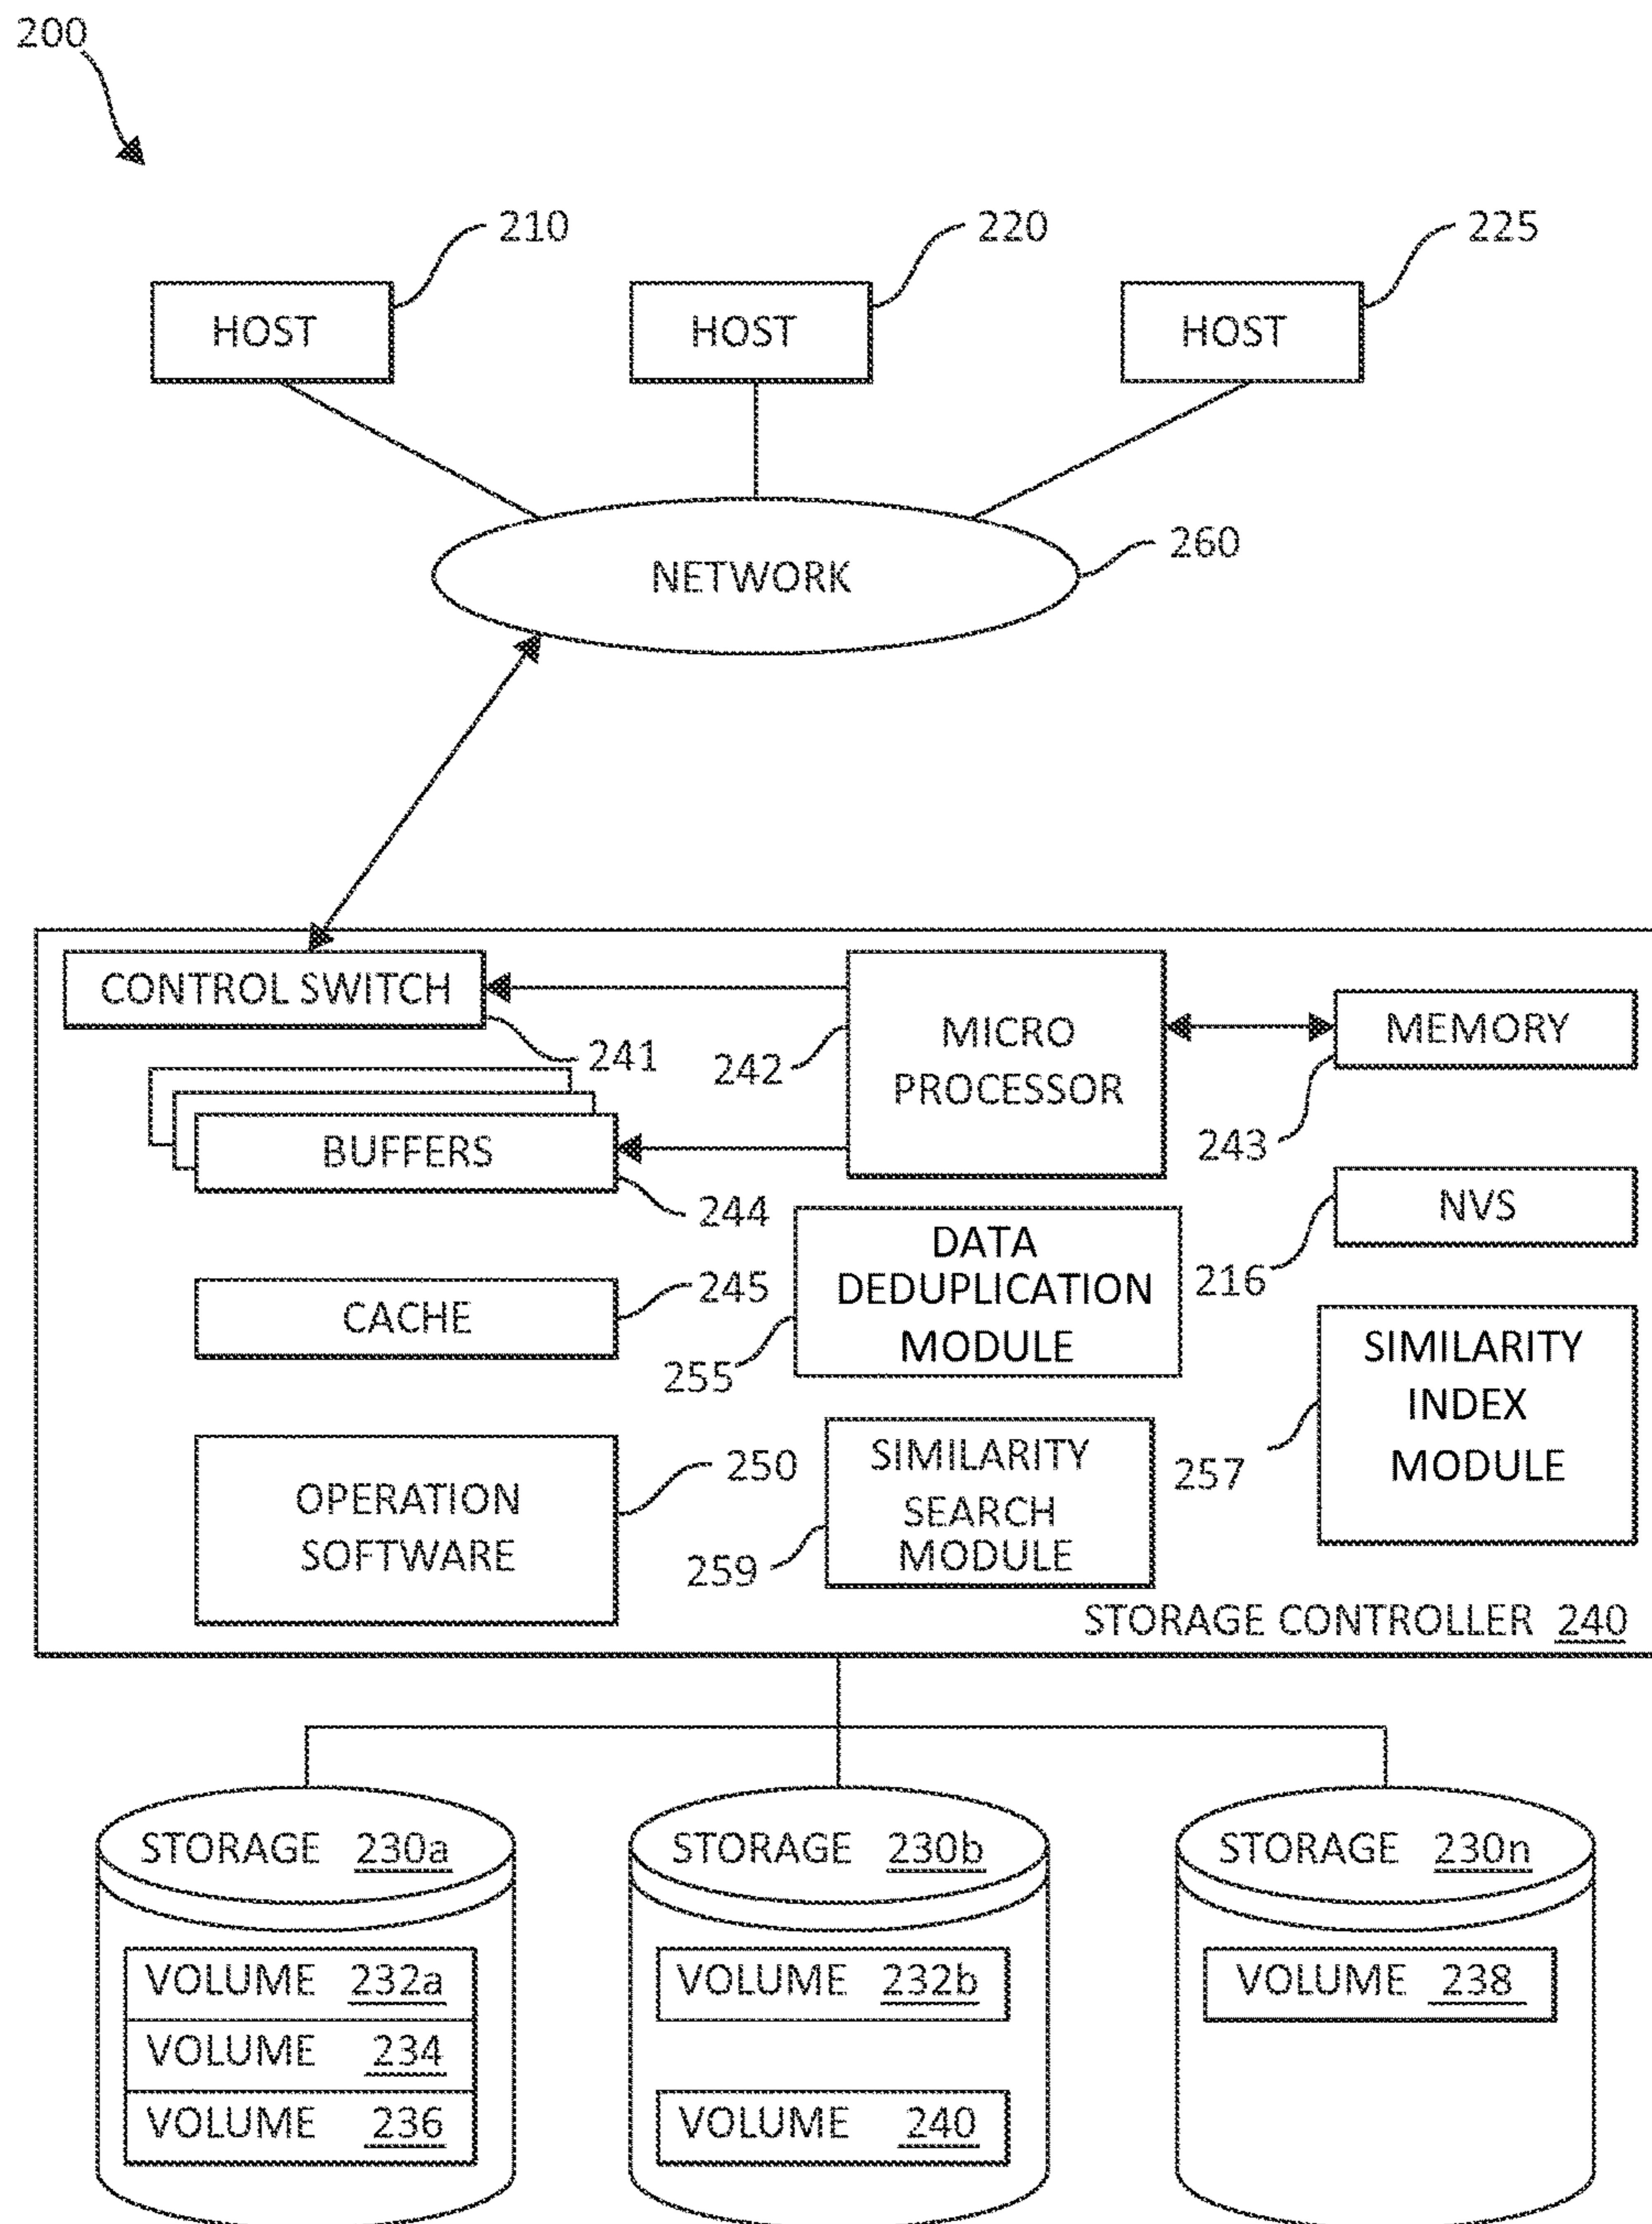 200
210
220
225
HOST
HOST
HOST
260
NETWORK
CONTROL SWITCH
241
242
MICRO
PROCESSOR
MEMORY
243
BUFFERS
244
NVS
216
DATA
DEDUPLICATION
MODULE
255
CACHE
245
SIMILARITY
INDEX
MODULE
257
OPERATION
SOFTWARE
250
SIMILARITY
SEARCH
MODULE
259
STORAGE CONTROLLER 240
STORAGE 230a
VOLUME 232a
VOLUME 234
VOLUME 236
STORAGE 230b
VOLUME 232b
VOLUME 240
STORAGE 230n
VOLUME 238